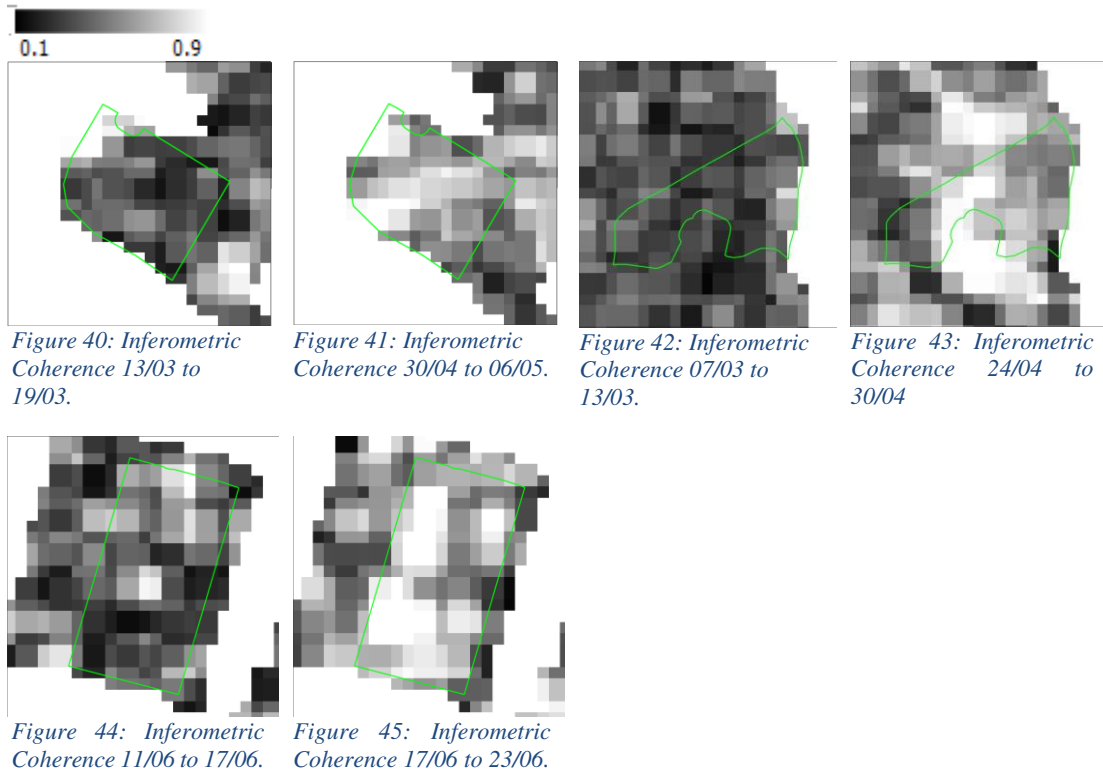 0.1 0.9
Figure 40: Inferometric
Coherence 13/03 to
19/03.
Figure 41: Inferometric
Coherence 30/04 to 06/05.
Figure 42: Inferometric
Coherence 07/03 to
13/03.
Figure 43: Inferometric
Coherence 24/04 to
30/04
Figure 44: Inferometric
Coherence 11/06 to 17/06.
Figure 45: Inferometric
Coherence 17/06 to 23/06.